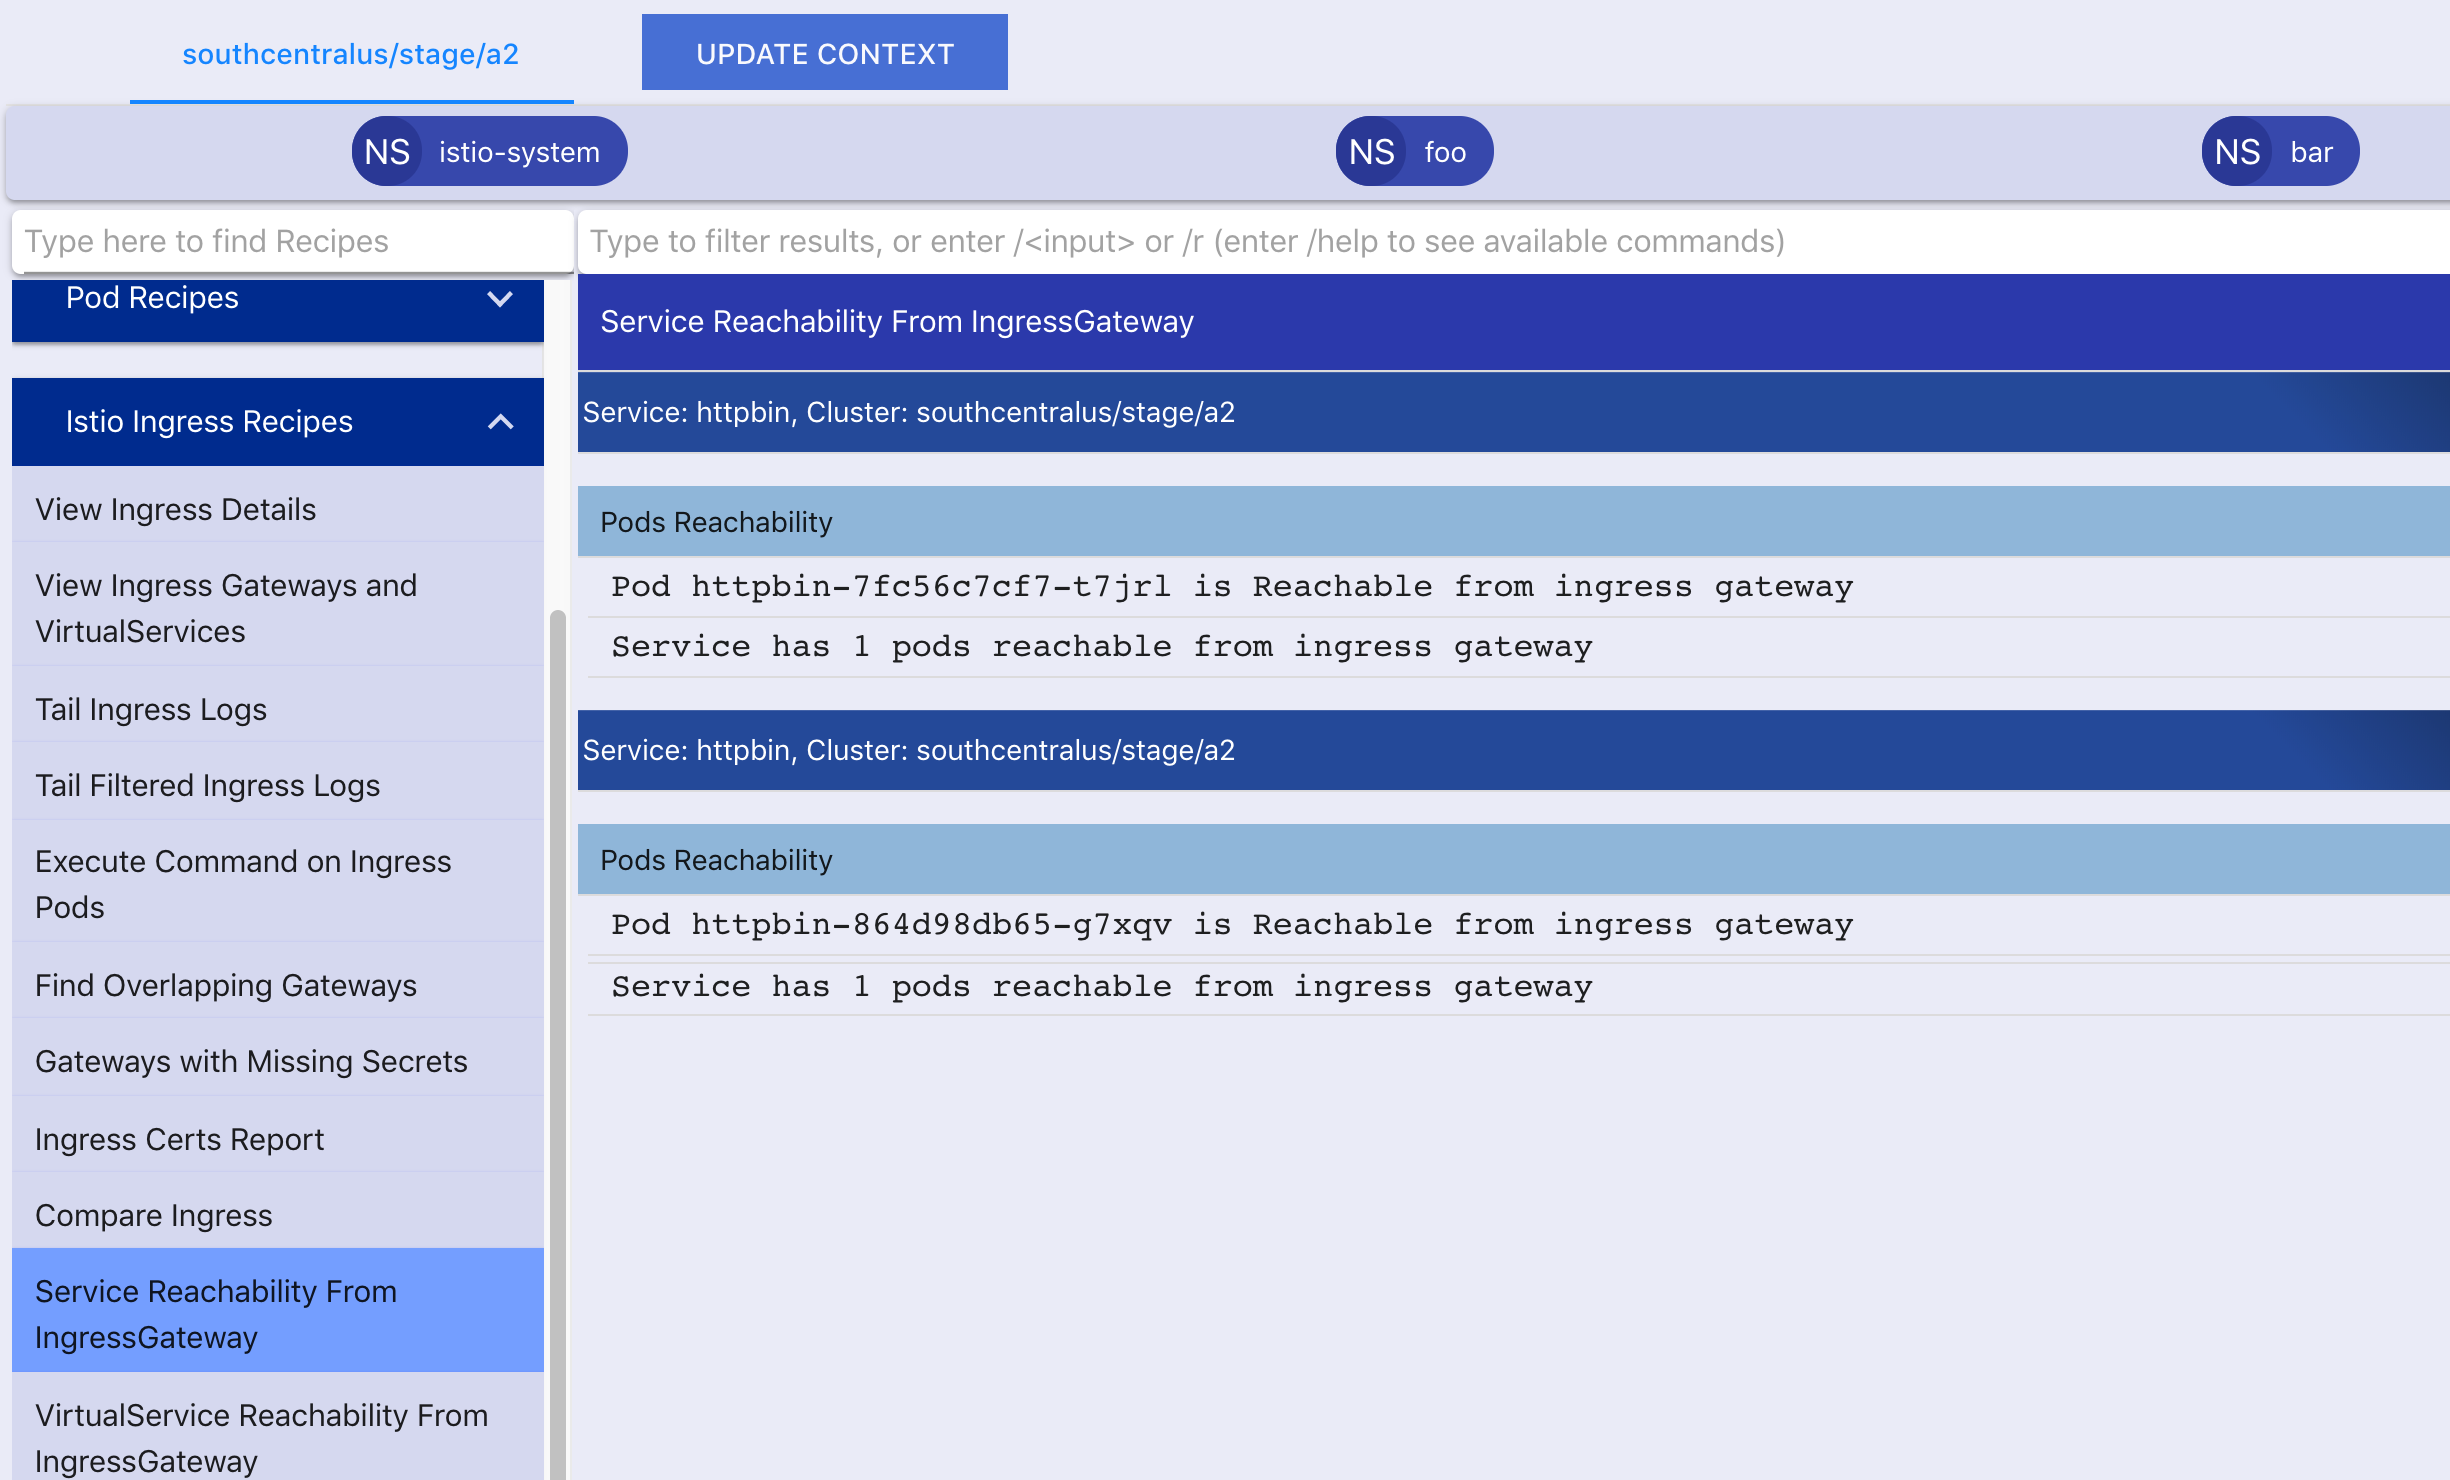 southcentralus/stage/a2
UPDATE CONTEXT
NS istio-system
NS foo
NS bar
Type here to find Recipes
Type to filter results, or enter /<input> or /r (enter /help to see available commands)
Pod Recipes
Istio Ingress Recipes
View Ingress Details
View Ingress Gateways and
VirtualServices
Tail Ingress Logs
Tail Filtered Ingress Logs
Execute Command on Ingress
Pods
Find Overlapping Gateways
Gateways with Missing Secrets
Ingress Certs Report
Compare Ingress
Service Reachability From
IngressGateway
VirtualService Reachability From
IngressGateway
Service Reachability From IngressGateway
Service: httpbin, Cluster: southcentralus/stage/a2
Pods Reachability
Pod httpbin-7fc56c7cf7-t7jrl is Reachable from ingress gateway
Service has 1 pods reachable from ingress gateway
Service: httpbin, Cluster: southcentralus/stage/a2
Pods Reachability
Pod httpbin-864d98db65-g7xqv is Reachable from ingress gateway
Service has 1 pods reachable from ingress gateway